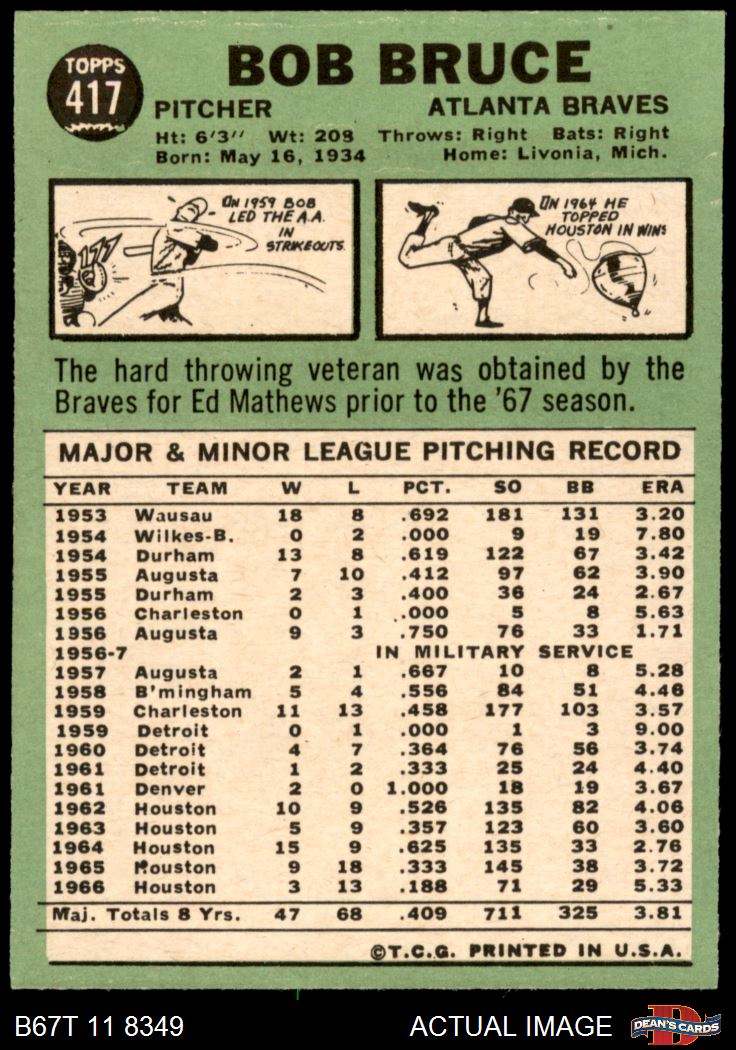 TOPPS
417
BOB BRUCE
PITCHER ATLANTA BRAVES
Ht: 6'3" Wt: 208 Throws: Right Bats: Right
Born: May 16, 1934 Home: Livonia, Mich.
ON 1959 BOB
LED THE A.A.
IN
STRIKEOUTS.
177
IN 1964 HE
TOPPED
HOUSTON IN WINS
The hard throwing veteran was obtained by the
Braves for Ed Mathews prior to the '67 season.
MAJOR & MINOR LEAGUE PITCHING RECORD
YEAR TEAM W L PCT. SO BB ERA
1953 Wausau 18 8 .692 181 131 3.20
1954 Wilkes-B. 0 2 .000 9 19 7.80
1954 Durham 13 8 .619 122 67 3.42
1955 Augusta 7 10 .412 97 62 3.90
1955 Durham 2 3 .400 36 24 2.67
1956 Charleston 0 1 .000 5 8 5.63
1956 Augusta 9 3 .750 76 33 1.71
1956-7 IN MILITARY SERVICE
1957 Augusta 2 1 .667 10 8 5.28
1958 B'mingham 5 4 .556 84 51 4.46
1959 Charleston 11 13 .458 177 103 3.57
1959 Detroit 0 1 .000 1 3 9.00
1960 Detroit 4 7 .364 76 56 3.74
1961 Detroit 1 2 .333 25 24 4.40
1961 Denver 2 0 1.000 18 19 3.67
1962 Houston 10 9 .526 135 82 4.06
1963 Houston 5 9 .357 123 60 3.60
1964 Houston 15 9 .625 135 33 2.76
1965 Houston 9 18 .333 145 38 3.72
1966 Houston 3 13 .188 71 29 5.33
Maj. Totals 8 Yrs. 47 68 .409 711 325 3.81
©T.C.G. PRINTED IN U.S.A.
B67T 11 8349 ACTUAL IMAGE D DEAN'S CARDS